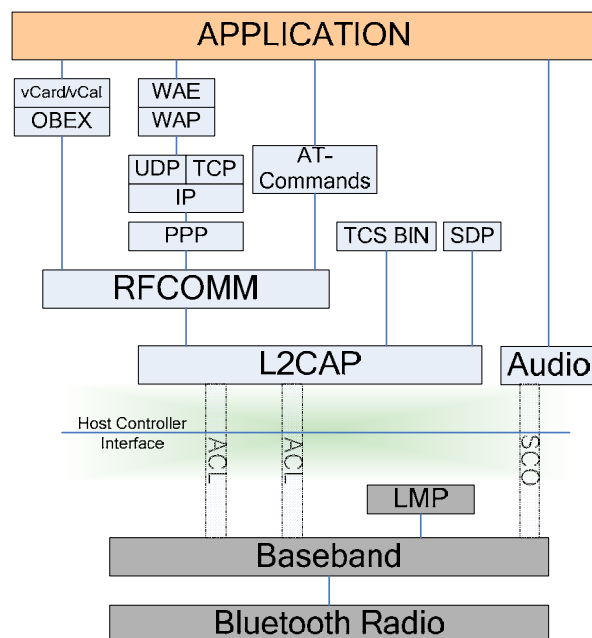 APPLICATION
vCard/vCal
OBEX
WAE
WAP
UDP TCP
IP
PPP
AT-
Commands
TCS BIN
SDP
RFCOMM
L2CAP
Audio
Host Controller
Interface
ACL
ACL
SCO
LMP
Baseband
Bluetooth Radio